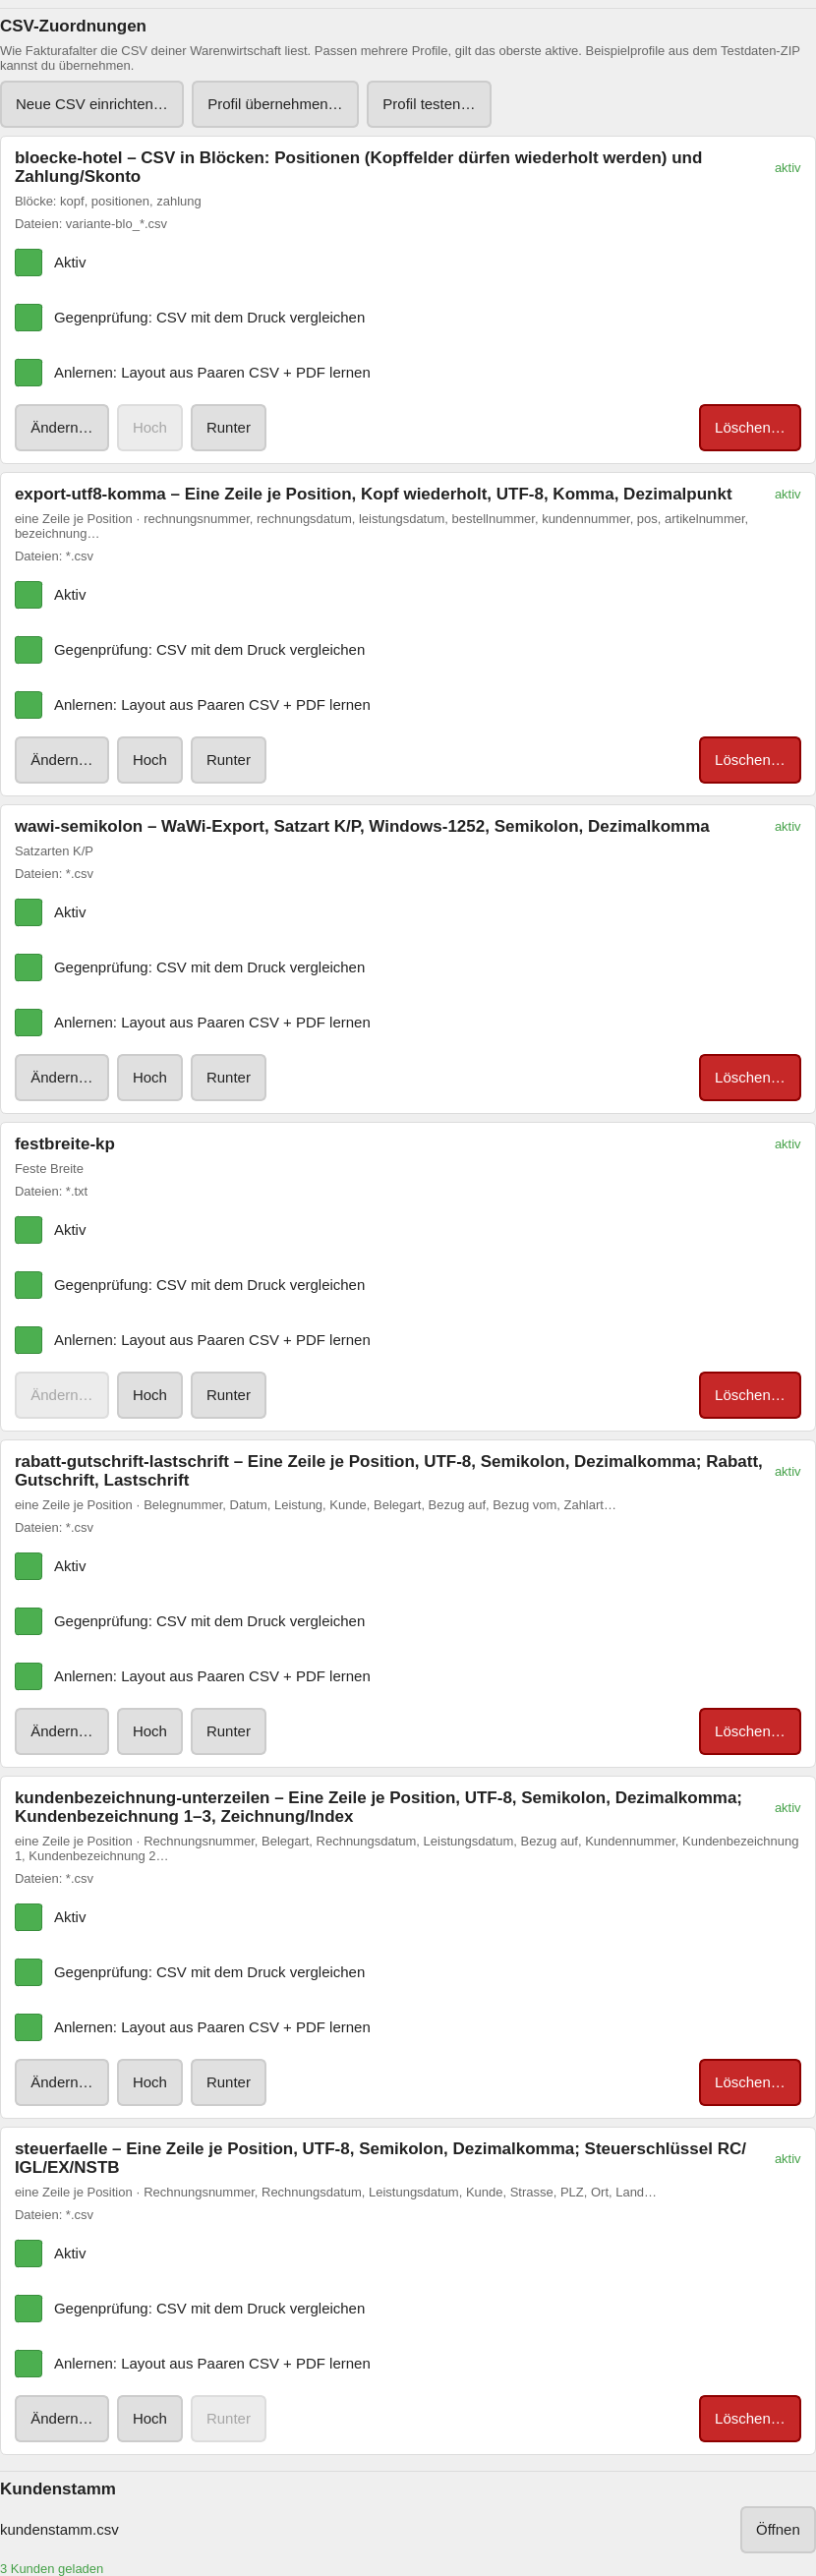 CSV-Zuordnungen
Wie Fakturafalter die CSV deiner Warenwirtschaft liest. Passen mehrere Profile, gilt das oberste aktive. Beispielprofile aus dem Testdaten-ZIP
kannst du übernehmen.
Neue CSV einrichten… Profil übernehmen… Profil testen…
bloecke-hotel – CSV in Blöcken: Positionen (Kopffelder dürfen wiederholt werden) und
Zahlung/Skonto
aktiv
Blöcke: kopf, positionen, zahlung
Dateien: variante-blo_*.csv
Aktiv
Gegenprüfung: CSV mit dem Druck vergleichen
Anlernen: Layout aus Paaren CSV + PDF lernen
Ändern… Hoch Runter Löschen…
export-utf8-komma – Eine Zeile je Position, Kopf wiederholt, UTF-8, Komma, Dezimalpunkt aktiv
eine Zeile je Position · rechnungsnummer, rechnungsdatum, leistungsdatum, bestellnummer, kundennummer, pos, artikelnummer,
bezeichnung…
Dateien: *.csv
Aktiv
Gegenprüfung: CSV mit dem Druck vergleichen
Anlernen: Layout aus Paaren CSV + PDF lernen
Ändern… Hoch Runter Löschen…
wawi-semikolon – WaWi-Export, Satzart K/P, Windows-1252, Semikolon, Dezimalkomma aktiv
Satzarten K/P
Dateien: *.csv
Aktiv
Gegenprüfung: CSV mit dem Druck vergleichen
Anlernen: Layout aus Paaren CSV + PDF lernen
Ändern… Hoch Runter Löschen…
festbreite-kp aktiv
Feste Breite
Dateien: *.txt
Aktiv
Gegenprüfung: CSV mit dem Druck vergleichen
Anlernen: Layout aus Paaren CSV + PDF lernen
Ändern… Hoch Runter Löschen…
rabatt-gutschrift-lastschrift – Eine Zeile je Position, UTF-8, Semikolon, Dezimalkomma; Rabatt,
Gutschrift, Lastschrift
aktiv
eine Zeile je Position · Belegnummer, Datum, Leistung, Kunde, Belegart, Bezug auf, Bezug vom, Zahlart…
Dateien: *.csv
Aktiv
Gegenprüfung: CSV mit dem Druck vergleichen
Anlernen: Layout aus Paaren CSV + PDF lernen
Ändern… Hoch Runter Löschen…
kundenbezeichnung-unterzeilen – Eine Zeile je Position, UTF-8, Semikolon, Dezimalkomma;
Kundenbezeichnung 1–3, Zeichnung/Index
aktiv
eine Zeile je Position · Rechnungsnummer, Belegart, Rechnungsdatum, Leistungsdatum, Bezug auf, Kundennummer, Kundenbezeichnung
1, Kundenbezeichnung 2…
Dateien: *.csv
Aktiv
Gegenprüfung: CSV mit dem Druck vergleichen
Anlernen: Layout aus Paaren CSV + PDF lernen
Ändern… Hoch Runter Löschen…
steuerfaelle – Eine Zeile je Position, UTF-8, Semikolon, Dezimalkomma; Steuerschlüssel RC/
IGL/EX/NSTB
aktiv
eine Zeile je Position · Rechnungsnummer, Rechnungsdatum, Leistungsdatum, Kunde, Strasse, PLZ, Ort, Land…
Dateien: *.csv
Aktiv
Gegenprüfung: CSV mit dem Druck vergleichen
Anlernen: Layout aus Paaren CSV + PDF lernen
Ändern… Hoch Runter Löschen…
Kundenstamm
kundenstamm.csv Öffnen
3 Kunden geladen